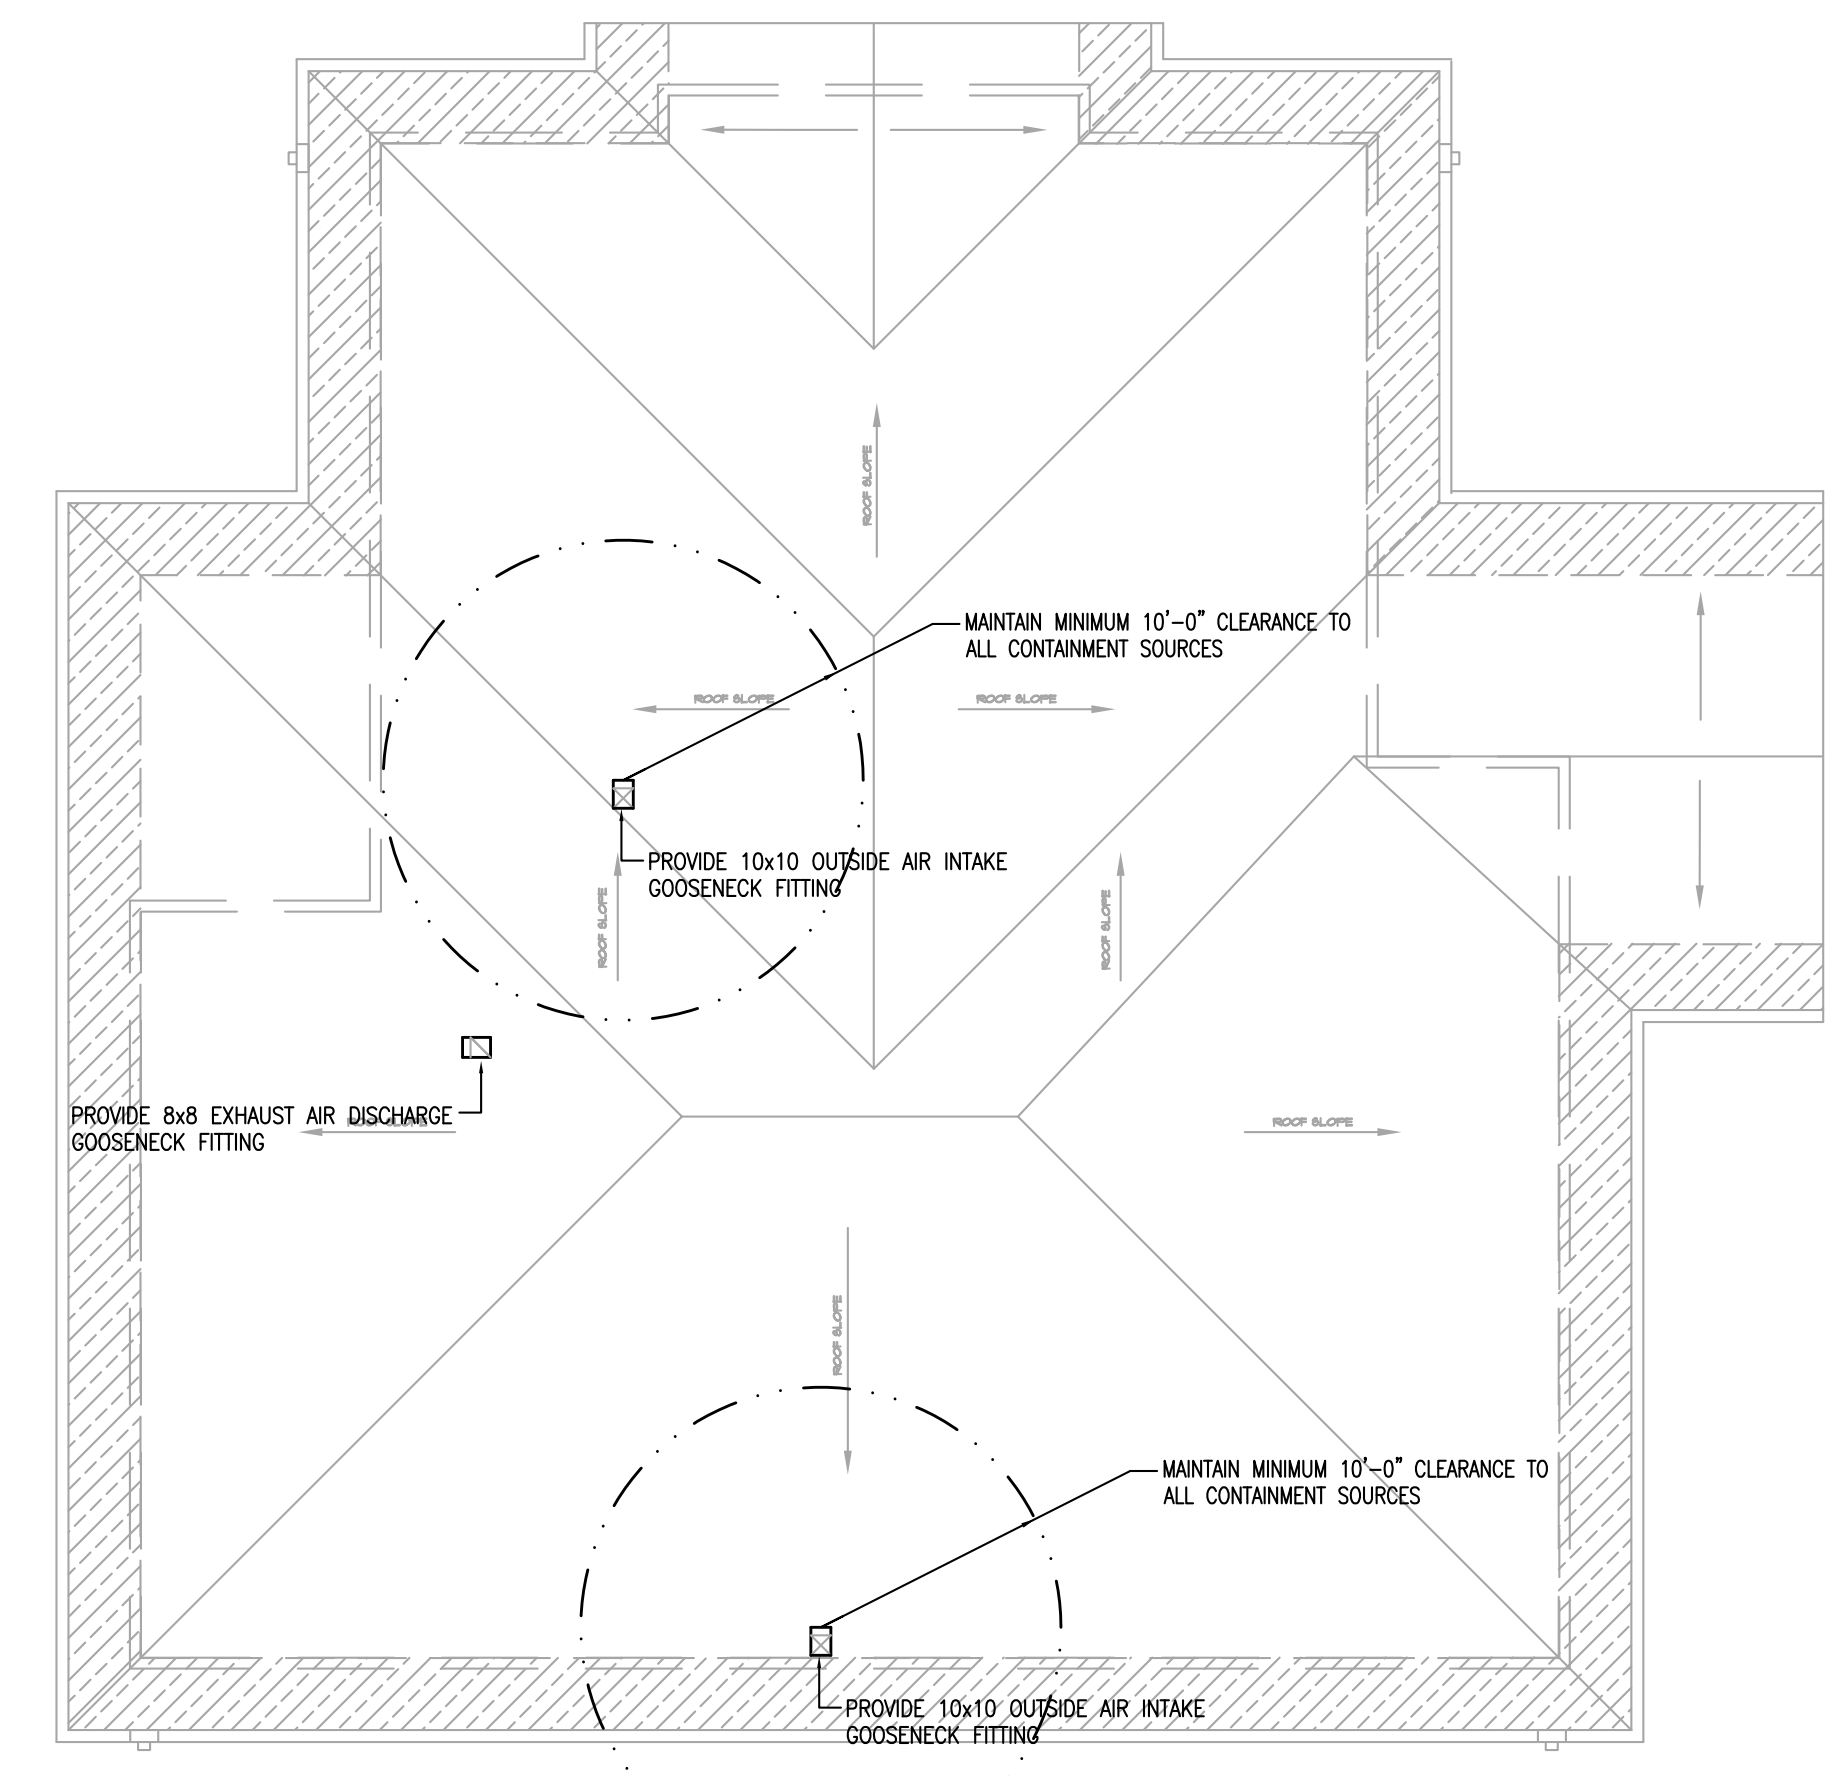 ROOF SLOPE
MAINTAIN MINIMUM 10'-0" CLEARANCE TO
ALL CONTAINMENT SOURCES
ROOF SLOPE
ROOF SLOPE
PROVIDE 10x10 OUTSIDE AIR INTAKE
GOOSENECK FITTING
ROOF SLOPE
ROOF SLOPE
PROVIDE 8x8 EXHAUST AIR DISCHARGE
GOOSENECK FITTING
ROOF SLOPE
ROOF SLOPE
ROOF SLOPE
MAINTAIN MINIMUM 10'-0" CLEARANCE TO
ALL CONTAINMENT SOURCES
PROVIDE 10x10 OUTSIDE AIR INTAKE
GOOSENECK FITTING